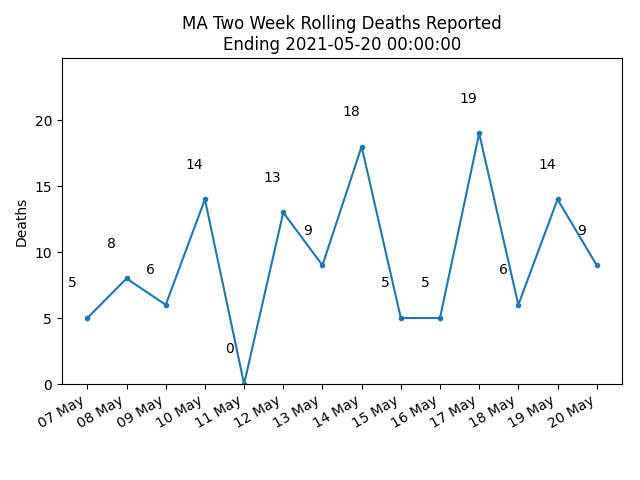 MA Two Week Rolling Deaths Reported
Ending 2021-05-20 00:00:00
Deaths
20
15
10
5
0
5
8
6
14
0
13
9
18
5
5
19
6
14
9
07 May
08 May
09 May
10 May
11 May
12 May
13 May
14 May
15 May
16 May
17 May
18 May
19 May
20 May